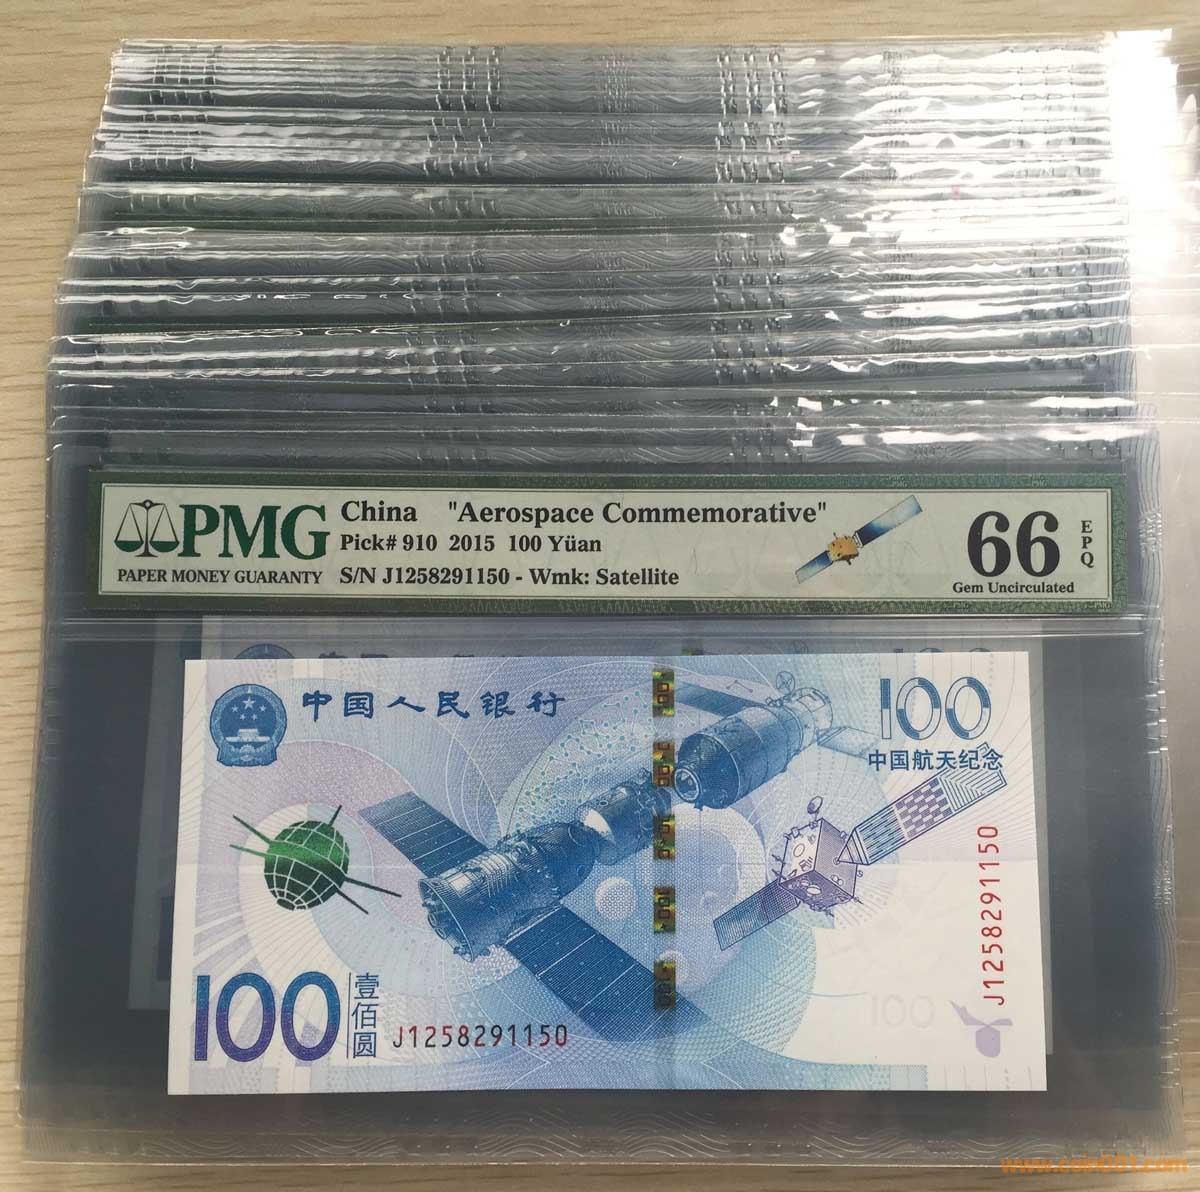 PMG
PAPER MONEY GUARANTY
China "Aerospace Commemorative"
Pick# 910 2015 100 Yüan
S/N J1258291150 - Wmk: Satellite
66
EPQ
Gem Uncirculated
中国人民银行
100
中国航天纪念
J1258291150
100
壹佰圆
J1258291150
100
www.coin001.com